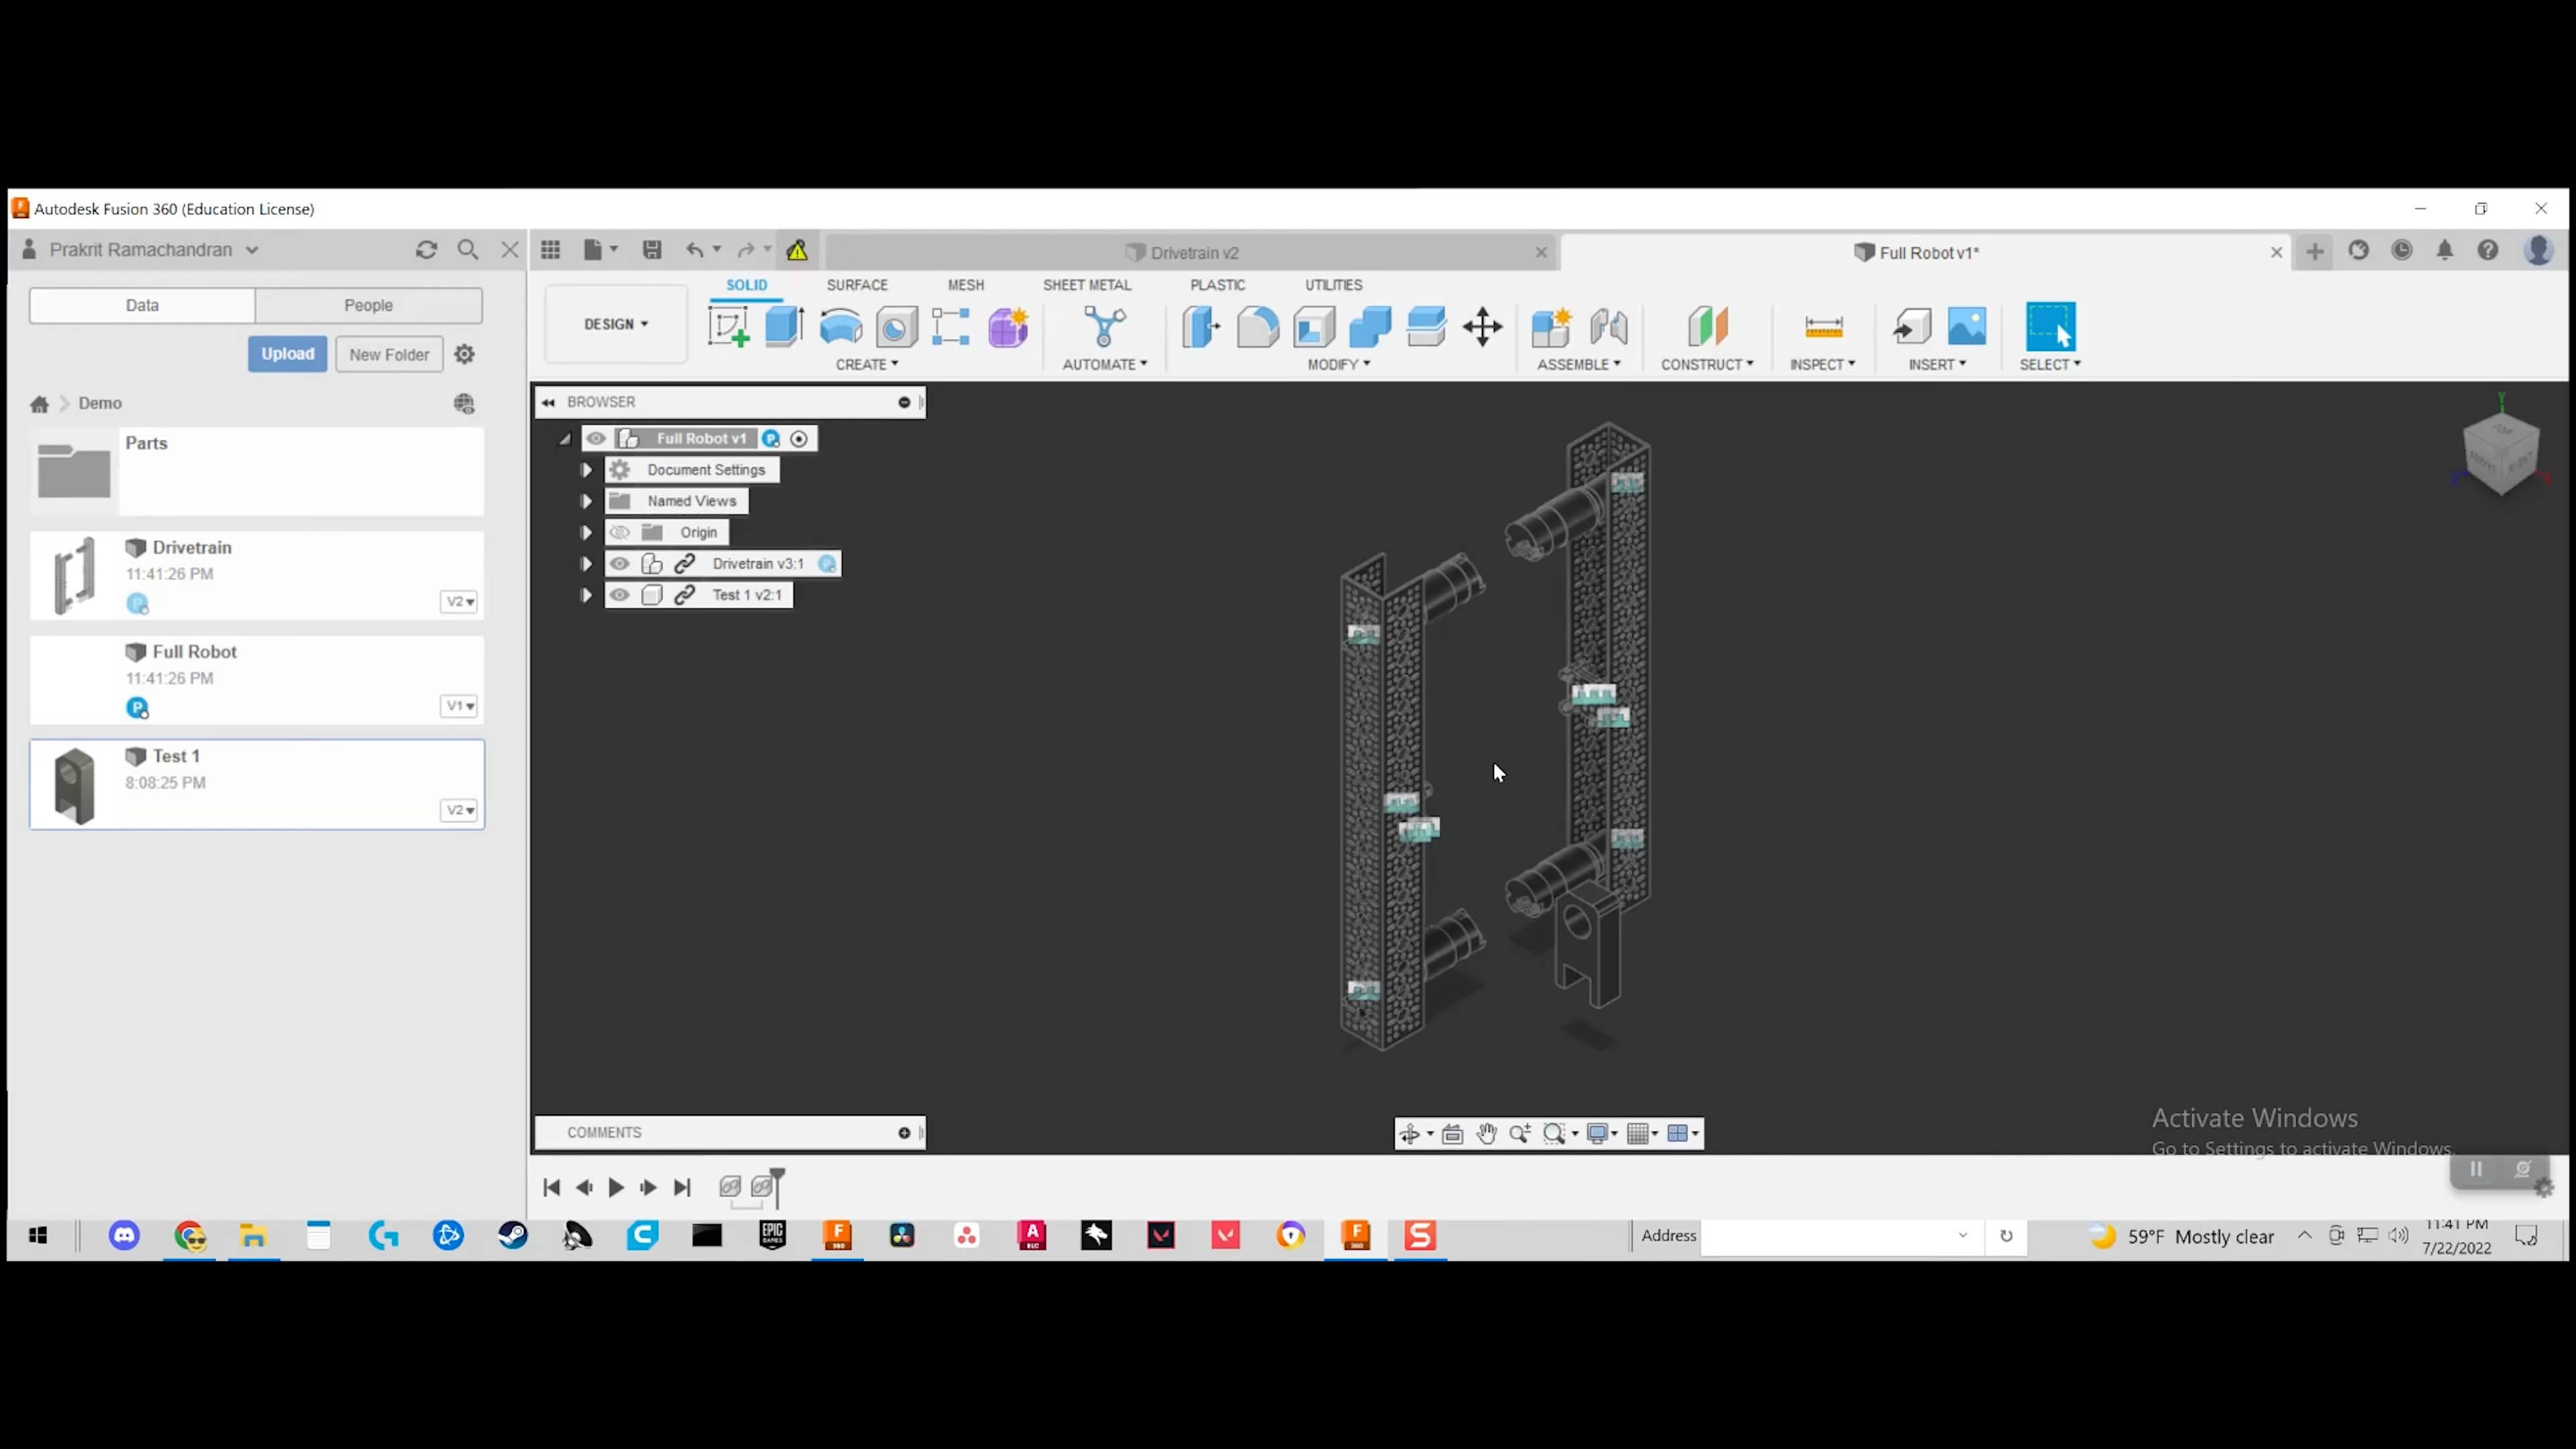 Autodesk Fusion 360 (Education License)
Prakrit Ramachandran
Drivetrain v2
Full Robot v1*
Data
People
Upload
New Folder
Demo
Parts
Drivetrain
11:41:26 PM
V2
Full Robot
11:41:26 PM
V1
Test 1
8:08:25 PM
V2
DESIGN
SOLID
SURFACE
MESH
SHEET METAL
PLASTIC
UTILITIES
CREATE
AUTOMATE
MODIFY
ASSEMBLE
CONSTRUCT
INSPECT
INSERT
SELECT
BROWSER
Full Robot v1
Document Settings
Named Views
Origin
Drivetrain v3:1
Test 1 v2:1
COMMENTS
Activate Windows
Go to Settings to activate Windows.
Address
59°F Mostly clear
11:41 PM
7/22/2022